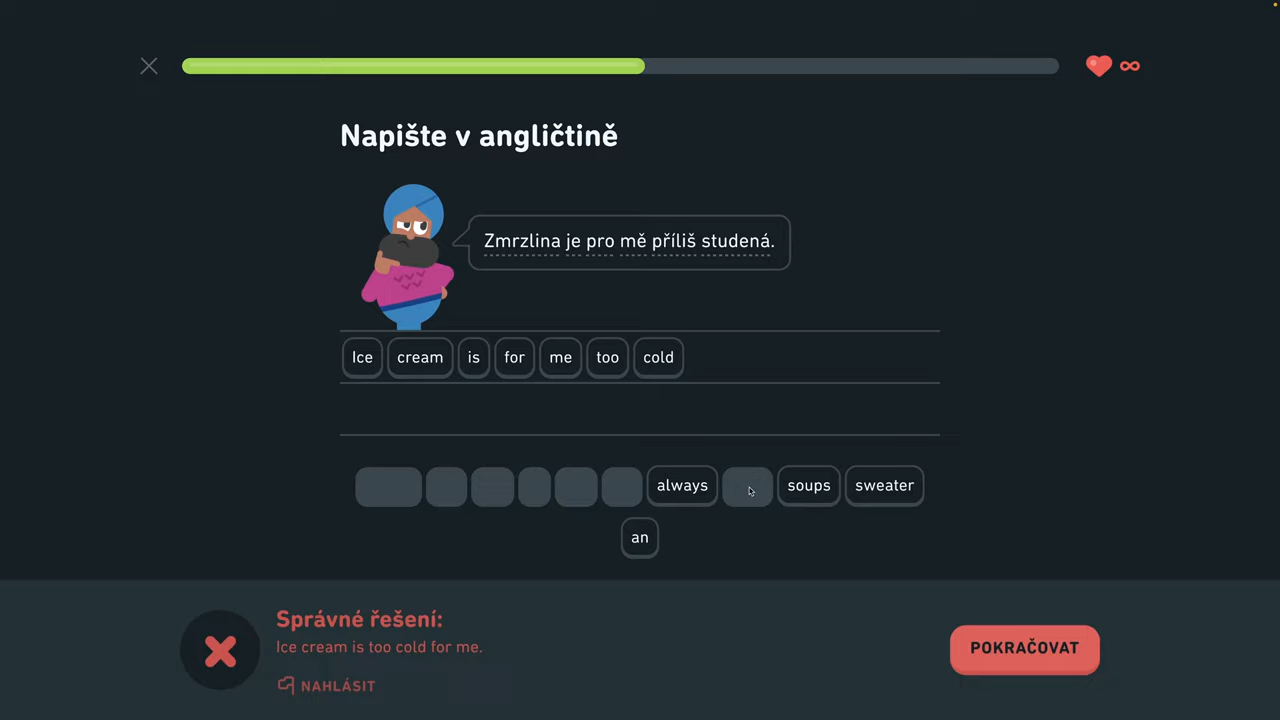 Napište v angličtině
Zmrzlina je pro mě příliš studená.
Ice cream is for me too cold
always soups sweater
an
Správné řešení:
Ice cream is too cold for me.
NAHLÁSIT
POKRAČOVAT